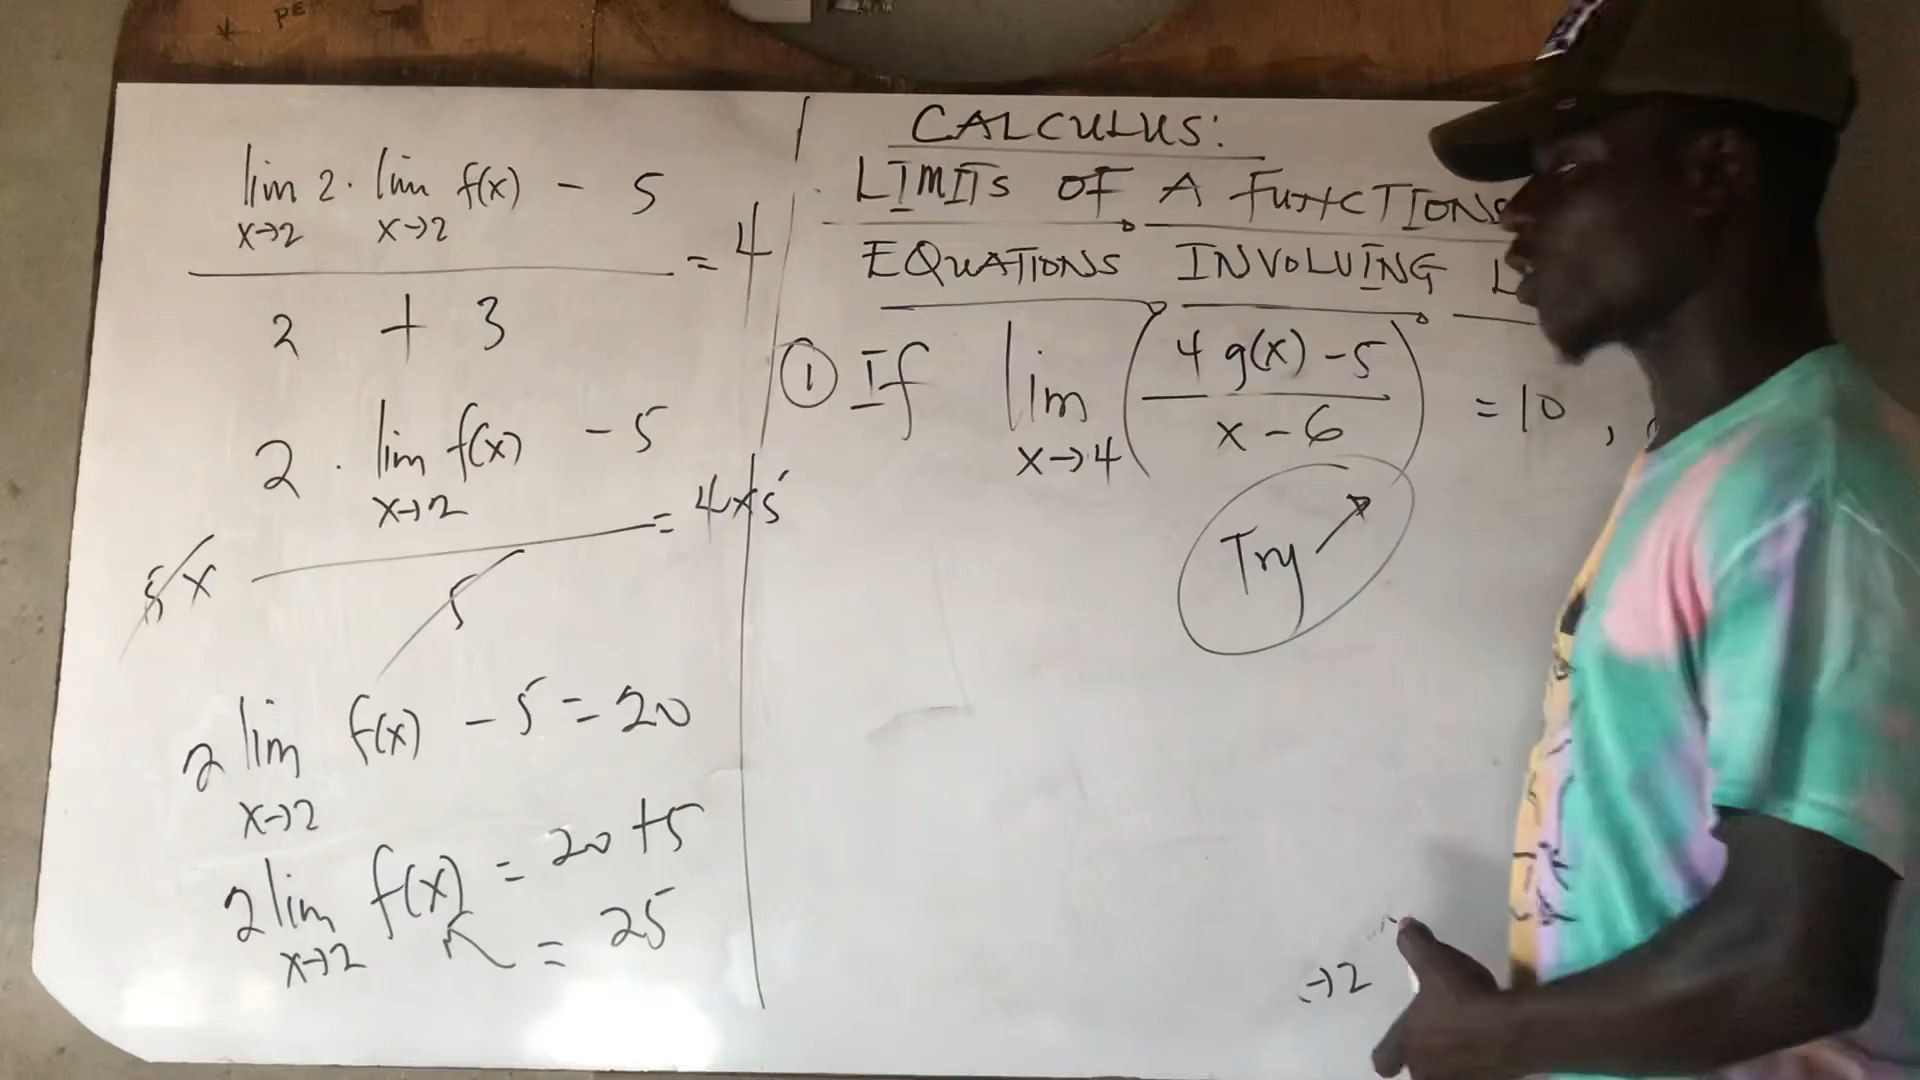 PE
lim 2 . lim f(x) - 5
x→2 x→2
= 4
2 + 3
2 . lim f(x) - 5
x→2
5 x = 4 x 5
5
2 lim f(x) - 5 = 20
x→2
2 lim f(x) = 20 + 5
x→2 = 25
CALCULUS:
LIMITS OF A FUNCTIONS
EQUATIONS INVOLVING L
① If lim ( 4 g(x) - 5 / x - 6 ) = 10 ,
x→4
Try
→2